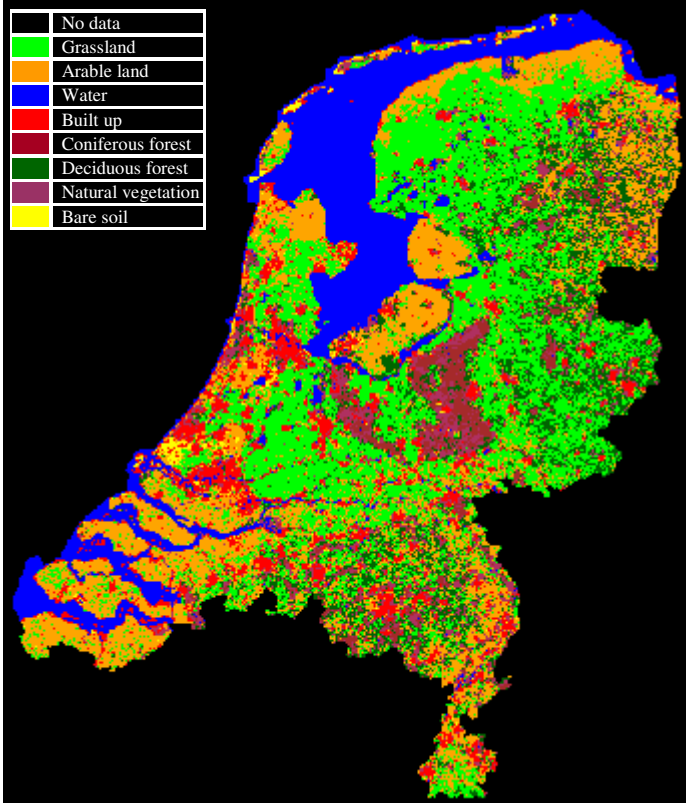 No data
Grassland
Arable land
Water
Built up
Coniferous forest
Deciduous forest
Natural vegetation
Bare soil